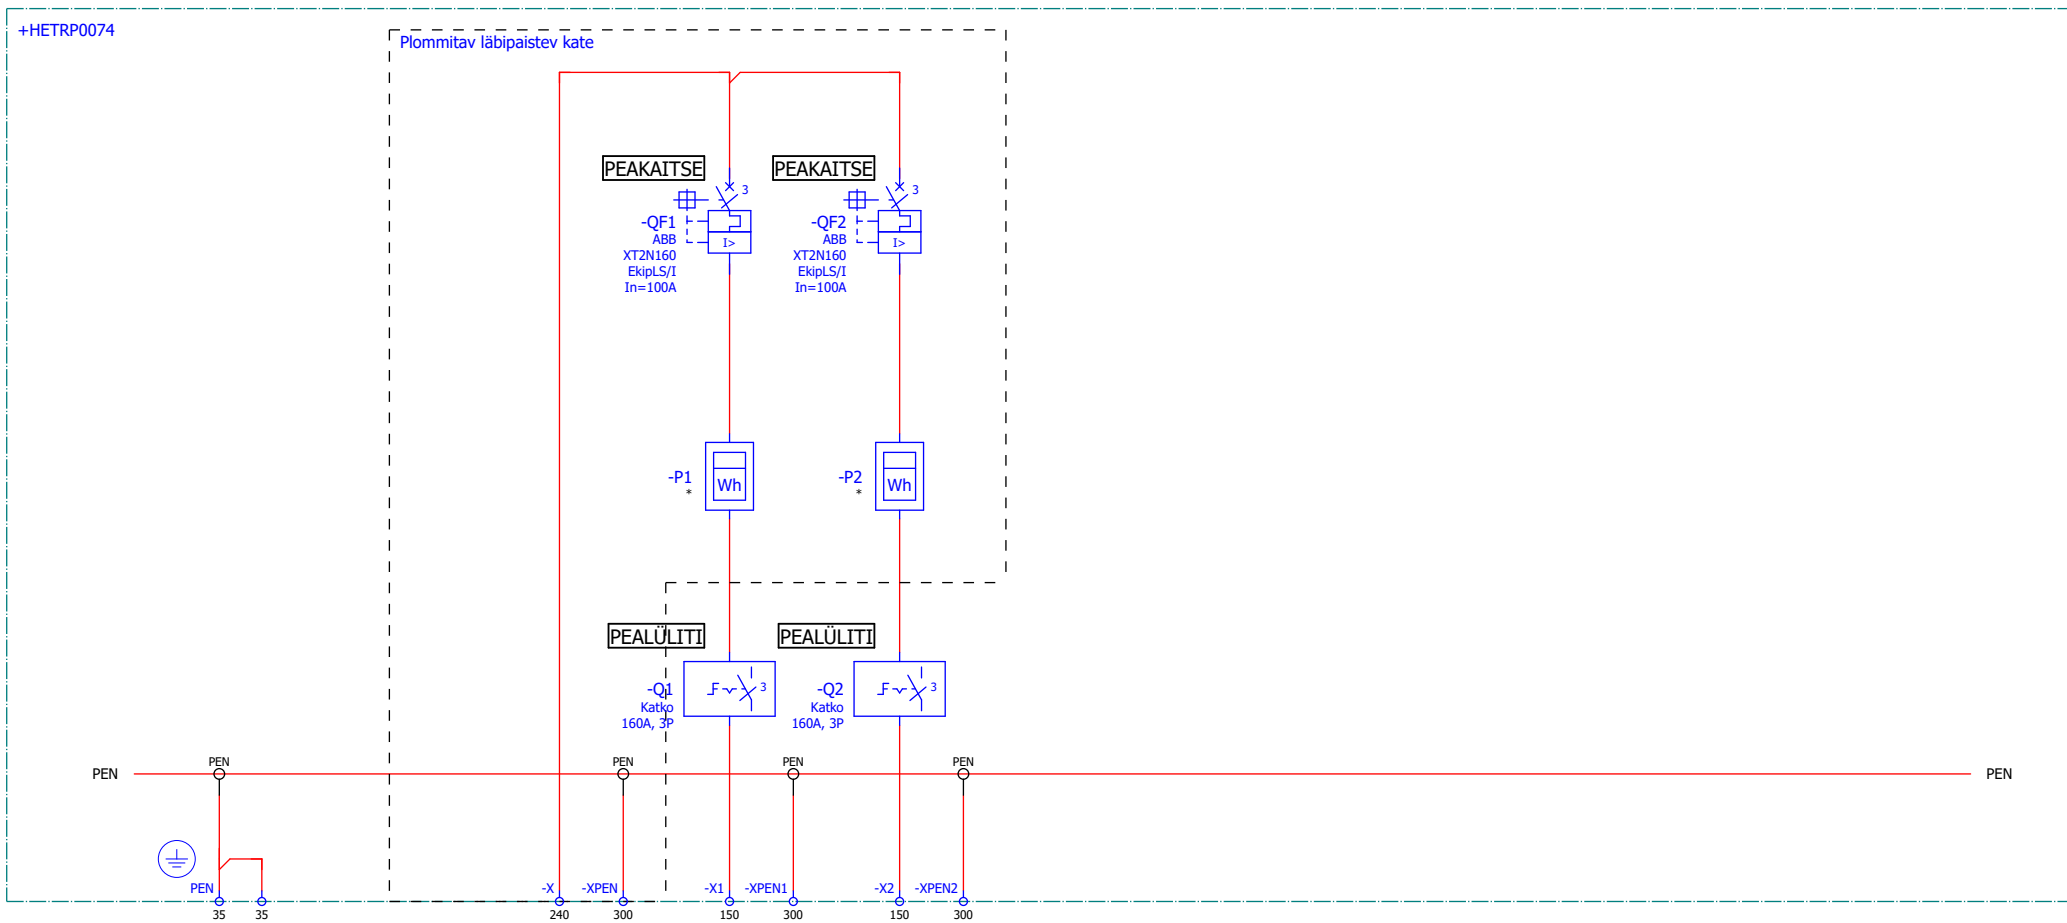 +HETRP0074
Plommitav läbipaistev kate
PEAKAITSE
PEAKAITSE
3
3
-QF1
ABB
XT2N160
EkipLS/I
In=100A
I>
-QF2
ABB
XT2N160
EkipLS/I
In=100A
I>
-P1
*
Wh
-P2
*
Wh
PEALÜLITI
PEALÜLITI
-Q1
Katko
160A, 3P
3
-Q2
Katko
160A, 3P
3
PEN
PEN
PEN
PEN
PEN
PEN
PEN
-X
-XPEN
-X1
-XPEN1
-X2
-XPEN2
35
35
240
300
150
300
150
300